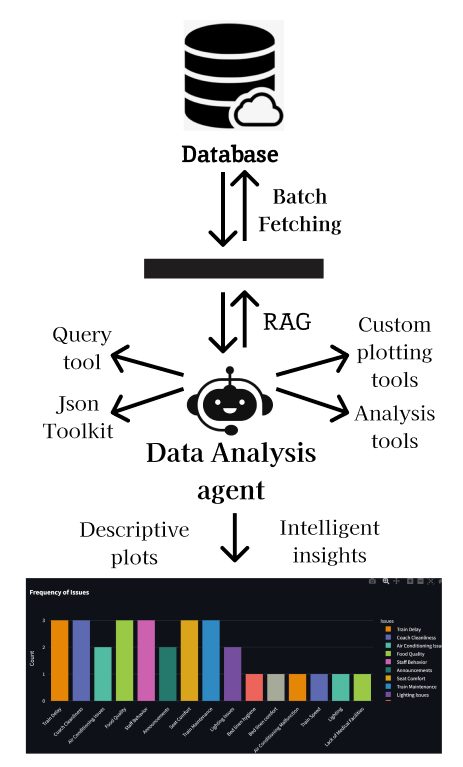 Database
Batch
Fetching
RAG
Query
tool
Custom
plotting
tools
Json
Toolkit
Analysis
tools
Data Analysis
agent
Descriptive
plots
Intelligent
insights
Frequency of Issues
Count
3
2
1
0
Train Delay
Coach Cleanliness
Air Conditioning Issues
Food Quality
Staff Behavior
Announcements
Seat Comfort
Train Maintenance
Lighting Issues
Bed linen hygiene
Bed linen comfort
Air Conditioning Malfunction
Train Speed
Lighting
Lack of Medical Facilities
Issues
Train Delay
Coach Cleanliness
Air Conditioning Issu
Food Quality
Staff Behavior
Announcements
Seat Comfort
Train Maintenance
Lighting Issues